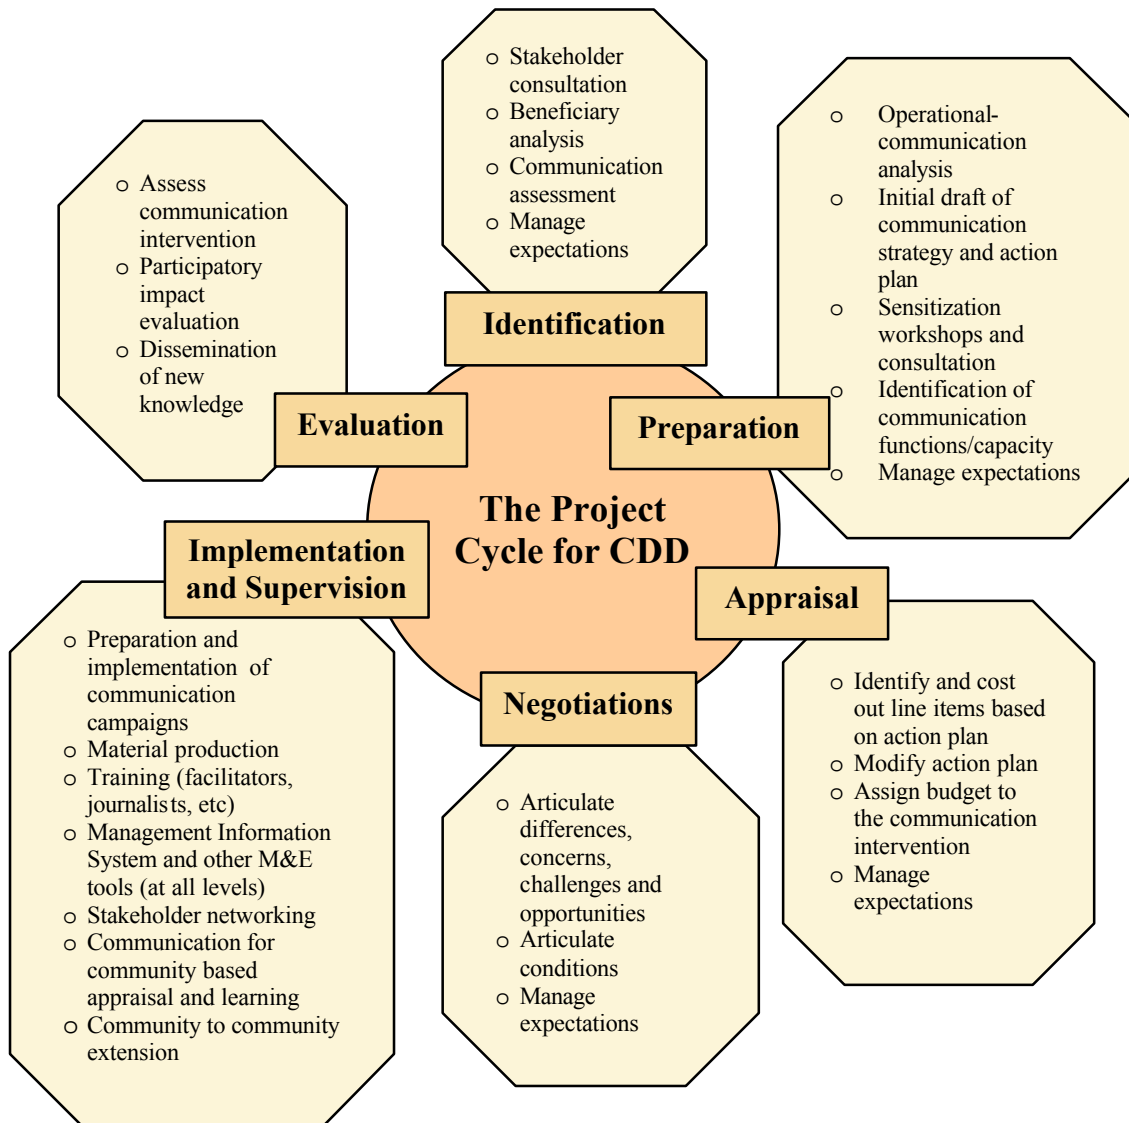 The Project
Cycle for CDD
Identification
o Stakeholder
consultation
o Beneficiary
analysis
o Communication
assessment
o Manage
expectations
Preparation
o Operational-
communication
analysis
o Initial draft of
communication
strategy and action
plan
o Sensitization
workshops and
consultation
o Identification of
communication
functions/capacity
o Manage expectations
Appraisal
o Identify and cost
out line items based
on action plan
o Modify action plan
o Assign budget to
the communication
intervention
o Manage
expectations
Negotiations
o Articulate
differences,
concerns,
challenges and
opportunities
o Articulate
conditions
o Manage
expectations
Implementation
and Supervision
o Preparation and
implementation of
communication
campaigns
o Material production
o Training (facilitators,
journalists, etc)
o Management Information
System and other M&E
tools (at all levels)
o Stakeholder networking
o Communication for
community based
appraisal and learning
o Community to community
extension
Evaluation
o Assess
communication
intervention
o Participatory
impact
evaluation
o Dissemination
of new
knowledge